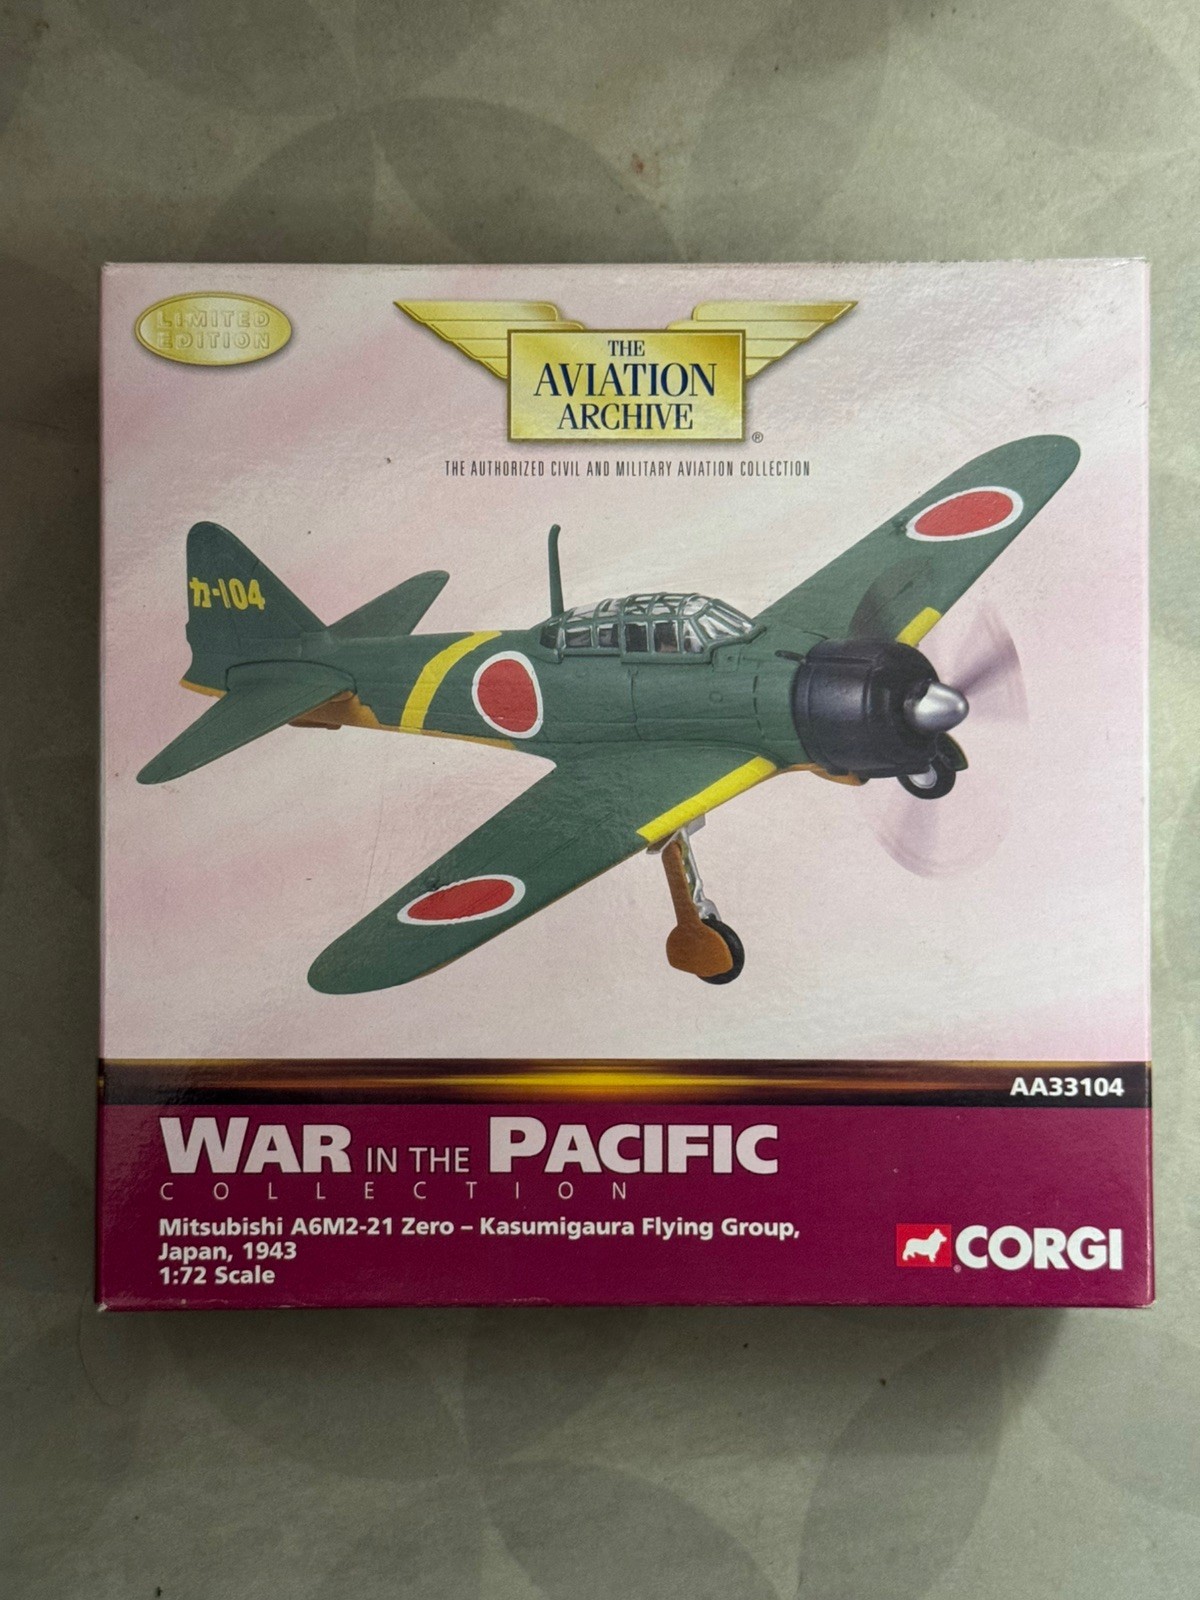 LIMITED
EDITION
THE
AVIATION
ARCHIVE
®
THE AUTHORIZED CIVIL AND MILITARY AVIATION COLLECTION
カ-104
AA33104
WAR IN THE PACIFIC
COLLECTION
Mitsubishi A6M2-21 Zero – Kasumigaura Flying Group,
Japan, 1943
1:72 Scale
®CORGI